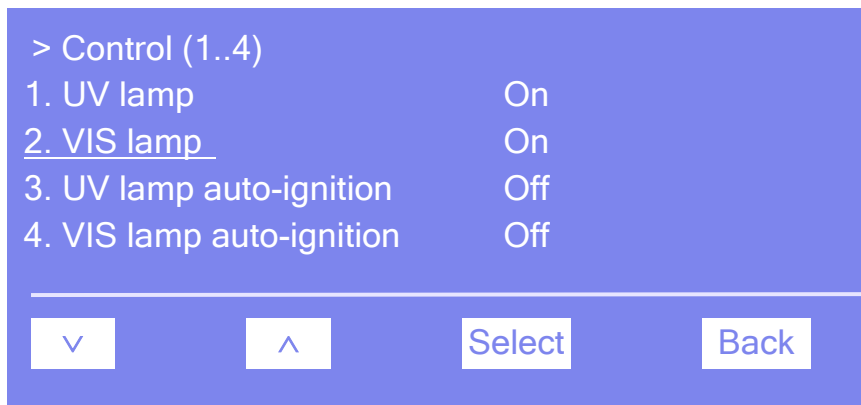 > Control (1..4)
1. UV lamp On
2. VIS lamp On
3. UV lamp auto-ignition Off
4. VIS lamp auto-ignition Off
Select Back